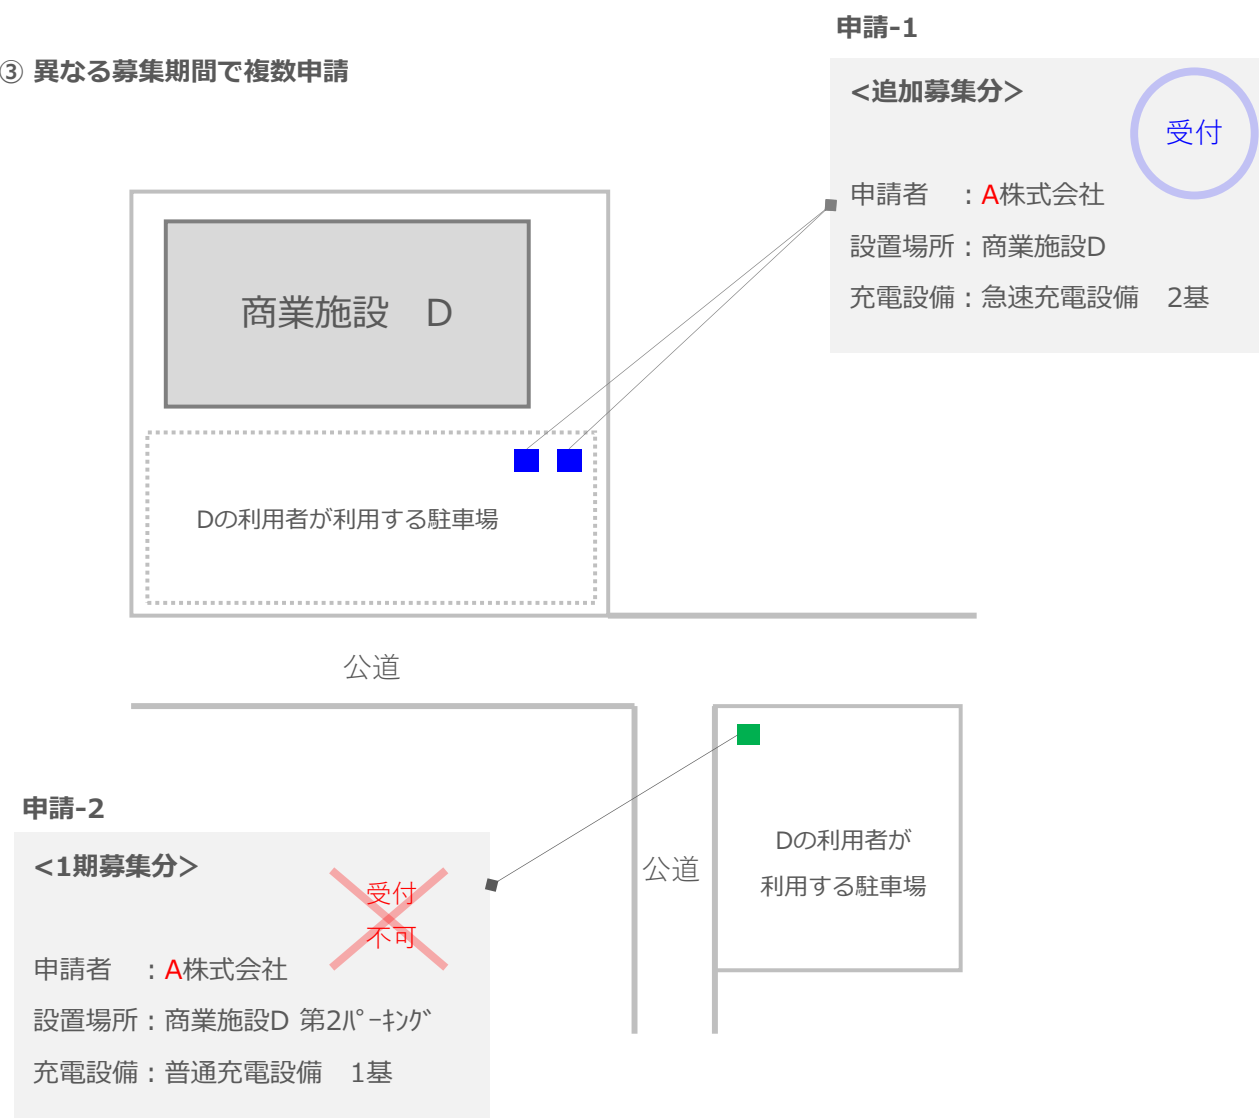 ③ 異なる募集期間で複数申請
申請-1
<追加募集分>
受付
申請者　：A株式会社
設置場所：商業施設D
充電設備：急速充電設備　2基
商業施設　D
Dの利用者が利用する駐車場
公道
申請-2
<1期募集分>
受付
不可
申請者　：A株式会社
設置場所：商業施設D 第2ﾊﾟｰｷﾝｸﾞ
充電設備：普通充電設備　1基
公道
Dの利用者が
利用する駐車場